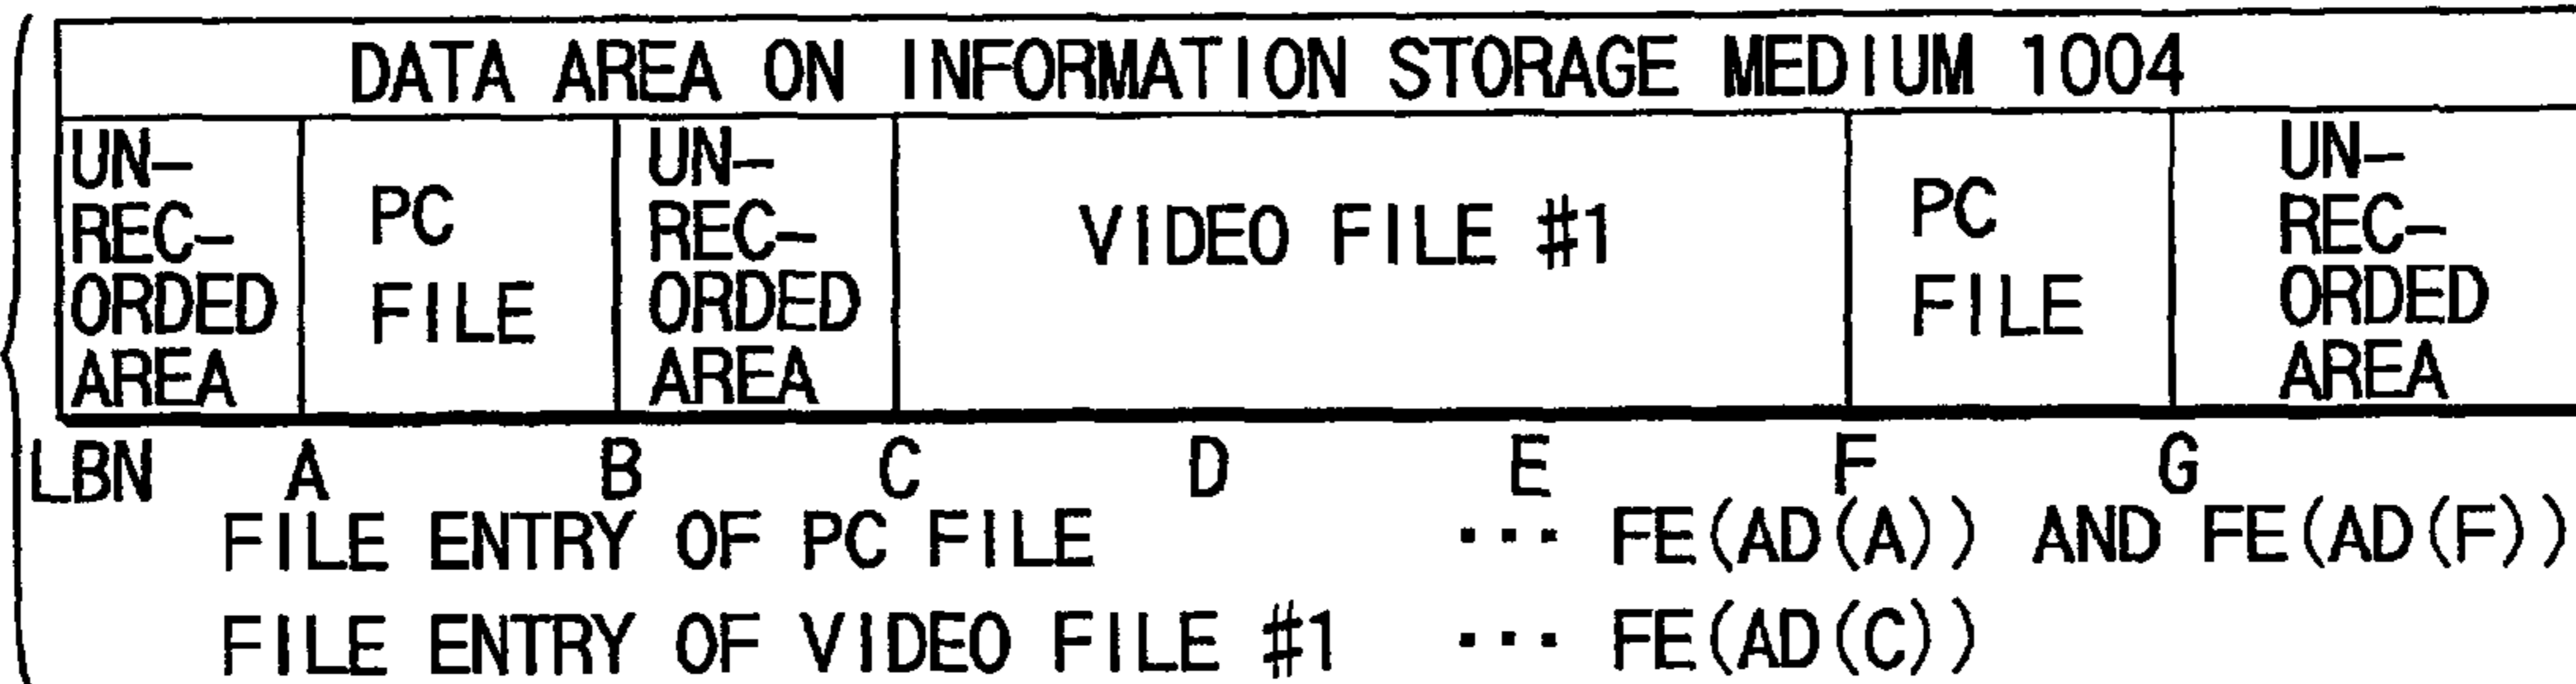 DATA AREA ON INFORMATION STORAGE MEDIUM 1004
UN-
REC-
ORDED
AREA
PC
FILE
UN-
REC-
ORDED
AREA
VIDEO FILE #1
PC
FILE
UN-
REC-
ORDED
AREA
LBN A B C D E F G
FILE ENTRY OF PC FILE ··· FE(AD(A)) AND FE(AD(F))
FILE ENTRY OF VIDEO FILE #1 ··· FE(AD(C))